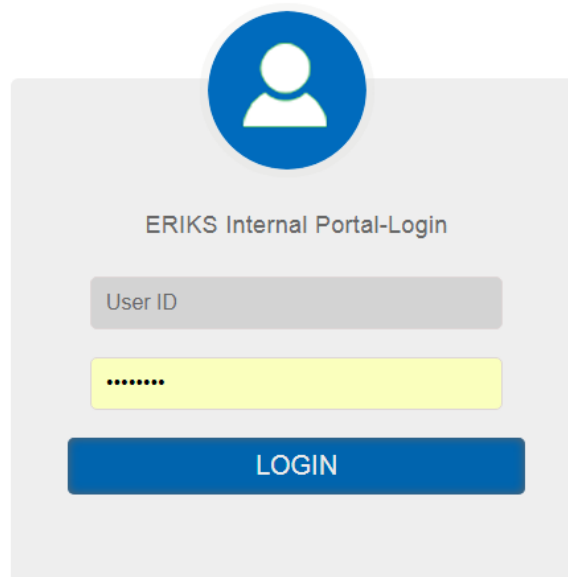 ERIKS Internal Portal-Login
User ID
••••••••
LOGIN